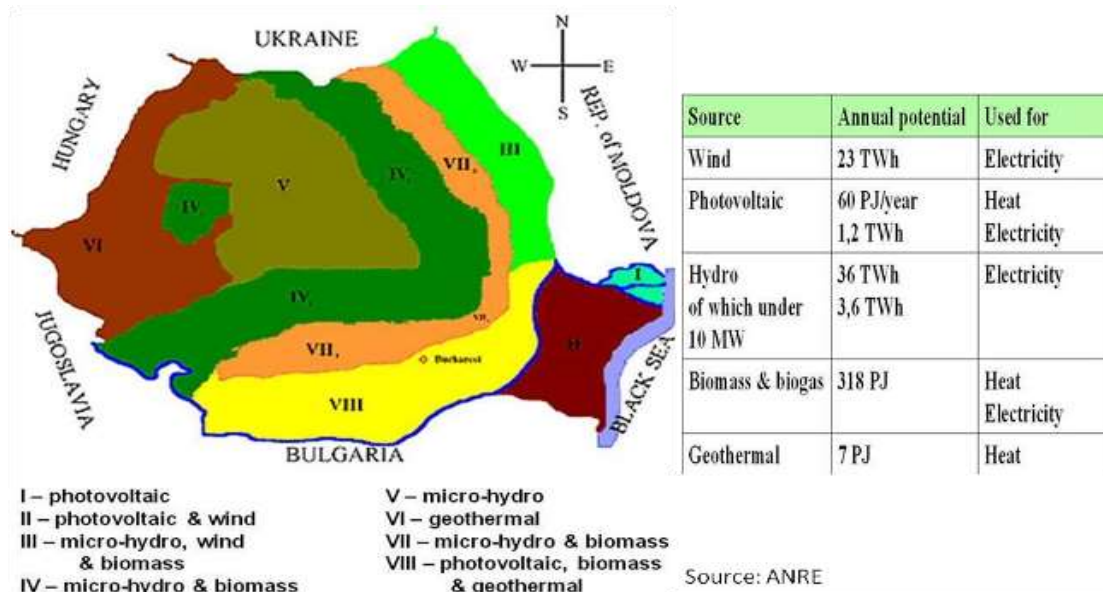 UKRAINE
N
W
E
S
HUNGARY
REP. of MOLDOVA
III
VII
IV
V
IV
VI
I
IV
VII
VII
II
Bucharest
JUGOSLAVIA
VIII
BLACK SEA
BULGARIA
I – photovoltaic
II – photovoltaic & wind
III – micro-hydro, wind
& biomass
IV – micro-hydro & biomass
V – micro-hydro
VI – geothermal
VII – micro-hydro & biomass
VIII – photovoltaic, biomass
& geothermal
Source Annual potential Used for
Wind 23 TWh Electricity
Photovoltaic 60 PJ/year Heat
1,2 TWh Electricity
Hydro 36 TWh Electricity
of which under 3,6 TWh
10 MW
Biomass & biogas 318 PJ Heat
Electricity
Geothermal 7 PJ Heat
Source: ANRE